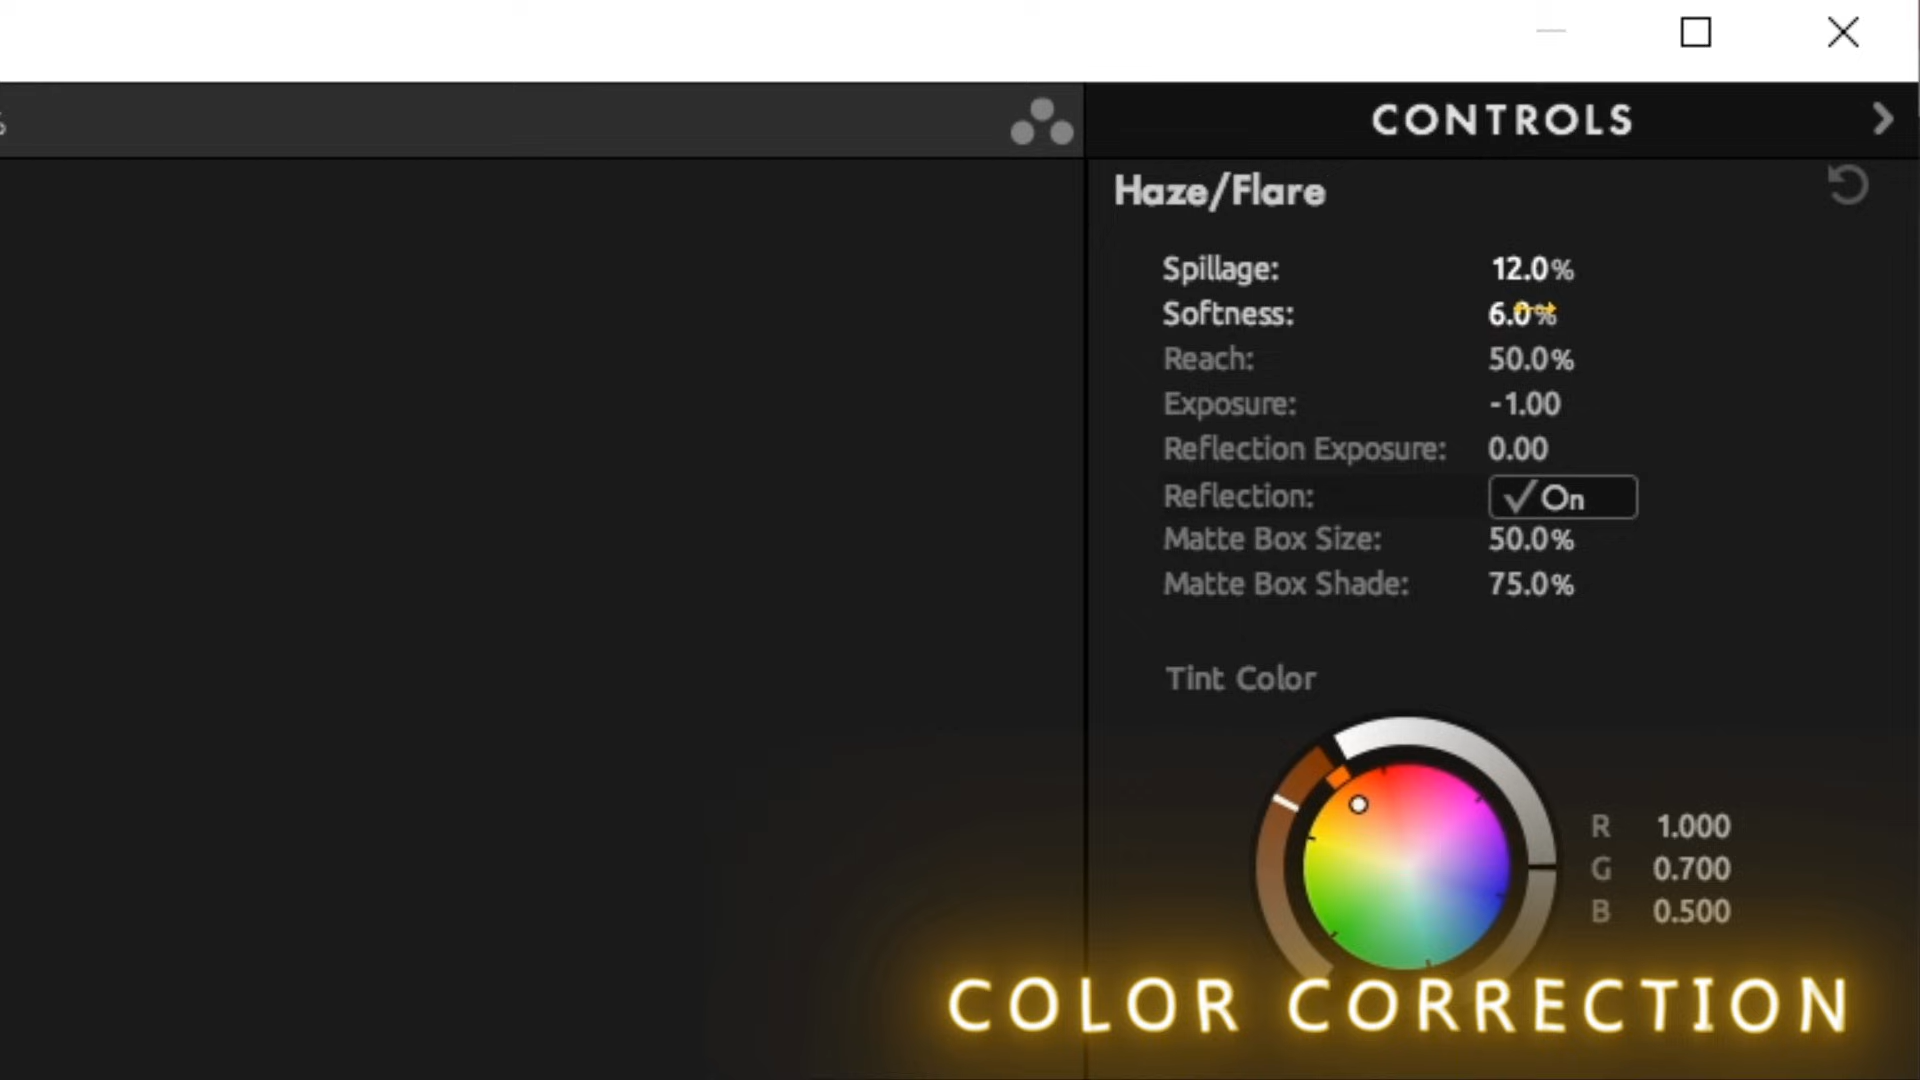 CONTROLS
Haze/Flare
Spillage: 12.0%
Softness: 6.0%
Reach: 50.0%
Exposure: -1.00
Reflection Exposure: 0.00
Reflection: On
Matte Box Size: 50.0%
Matte Box Shade: 75.0%
Tint Color
R 1.000
G 0.700
B 0.500
COLOR CORRECTION